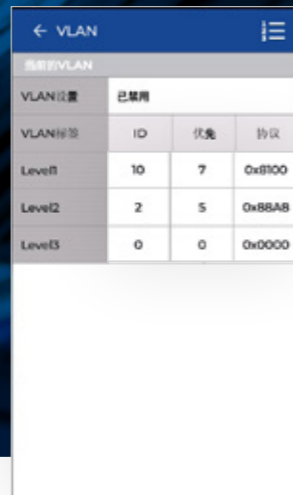 ← VLAN
当前的VLAN
VLAN设置 已禁用
VLAN标签 ID 优先 协议
Level1 10 7 0x8100
Level2 2 5 0x88A8
Level3 0 0 0x0000